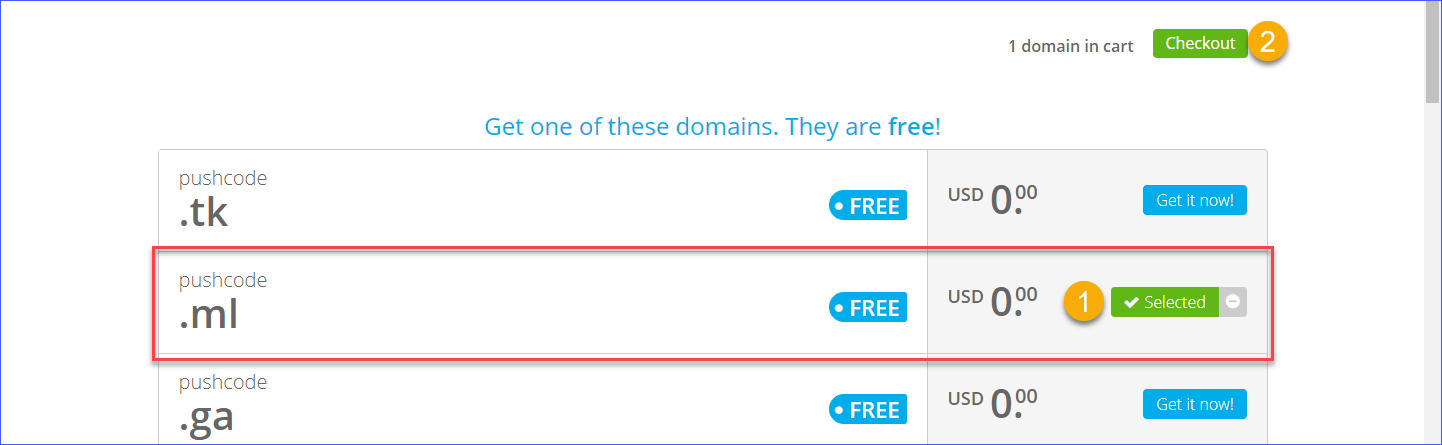 1 domain in cart Checkout 2
Get one of these domains. They are free!
pushcode
.tk
FREE
USD 0.00
Get it now!
pushcode
.ml
FREE
USD 0.00
1
Selected
pushcode
.ga
FREE
USD 0.00
Get it now!